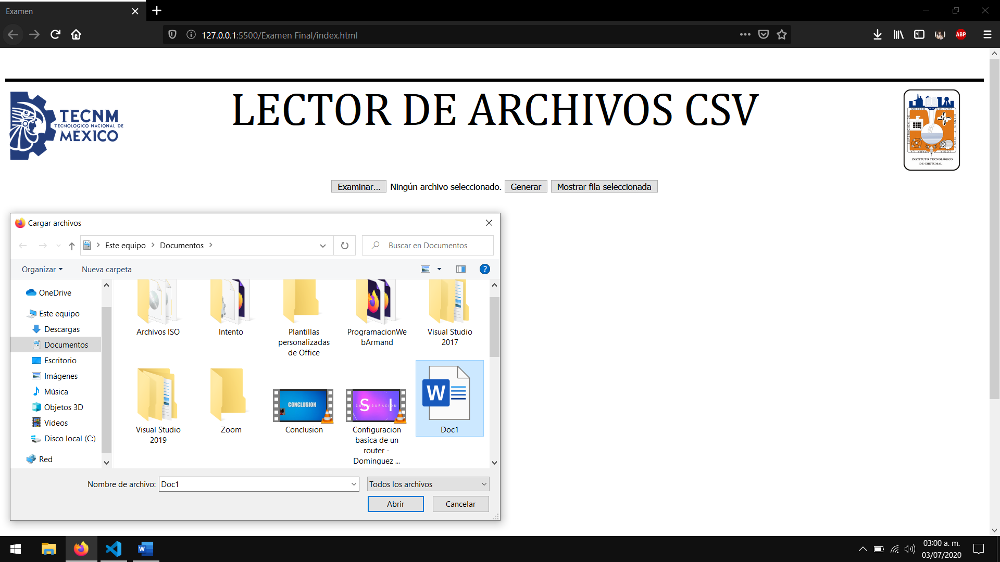 Examen
127.0.0.1:5500/Examen Final/index.html
ABP
TECNM
TECNOLÓGICO NACIONAL DE
MÉXICO
LECTOR DE ARCHIVOS CSV
INSTITUTO TECNOLÓGICO
DE CHETUMAL
Examinar... Ningún archivo seleccionado. Generar Mostrar fila seleccionada
Cargar archivos
Este equipo Documentos
Buscar en Documentos
Organizar Nueva carpeta
OneDrive
Este equipo
Descargas
Documentos
Escritorio
Imágenes
Música
Objetos 3D
Videos
Disco local (C:)
Red
Archivos ISO
Intento
Plantillas
personalizadas
de Office
ProgramacionWe
bArmand
Visual Studio
2017
Visual Studio
2019
Zoom
CONCLUSION
Conclusion
CONFIGURACION
S I
Configuracion
basica de un
router -
Dominguez ...
W
Doc1
Nombre de archivo: Doc1
Todos los archivos
Abrir Cancelar
03:00 a. m.
03/07/2020